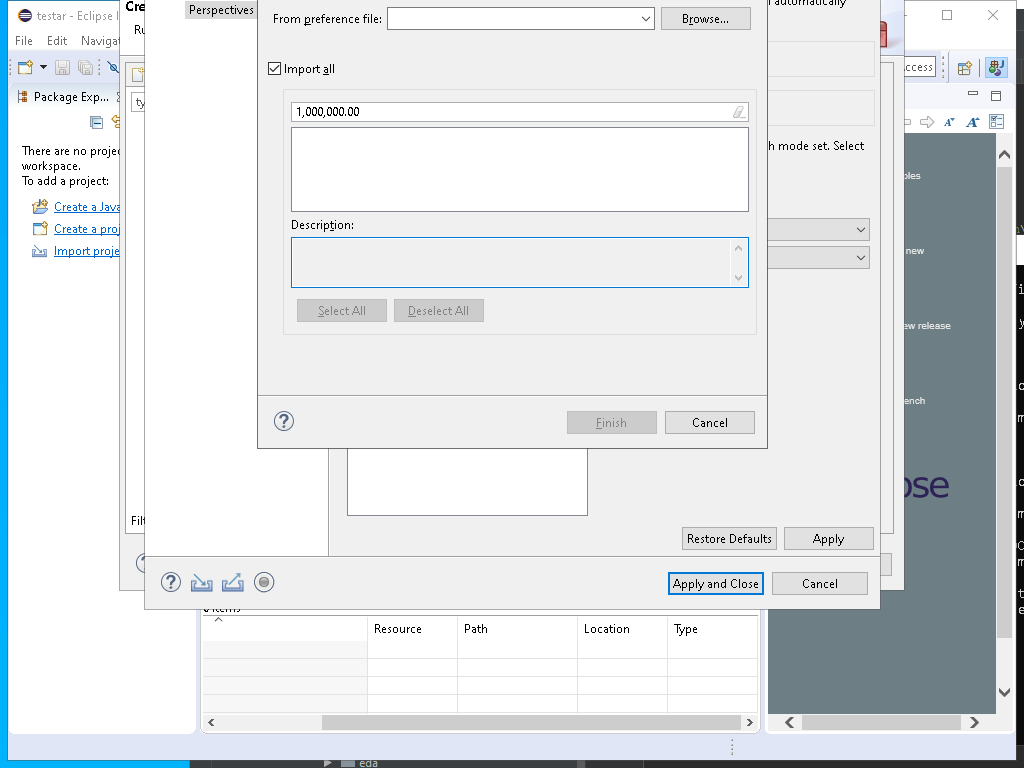 testar - Eclipse I
Cre
Perspectives
File Edit Navigat
Ru
From preference file:
Browse...
automatically
Import all
ccess
Package Exp...
ty
1,000,000.00
There are no proje
workspace.
To add a project:
h mode set. Select
ples
Create a Java
Create a proj
Import proje
Description:
new
Select All
Deselect All
ew release
ench
Finish
Cancel
ose
Filt
Restore Defaults
Apply
Apply and Close
Cancel
Resource
Path
Location
Type
eda